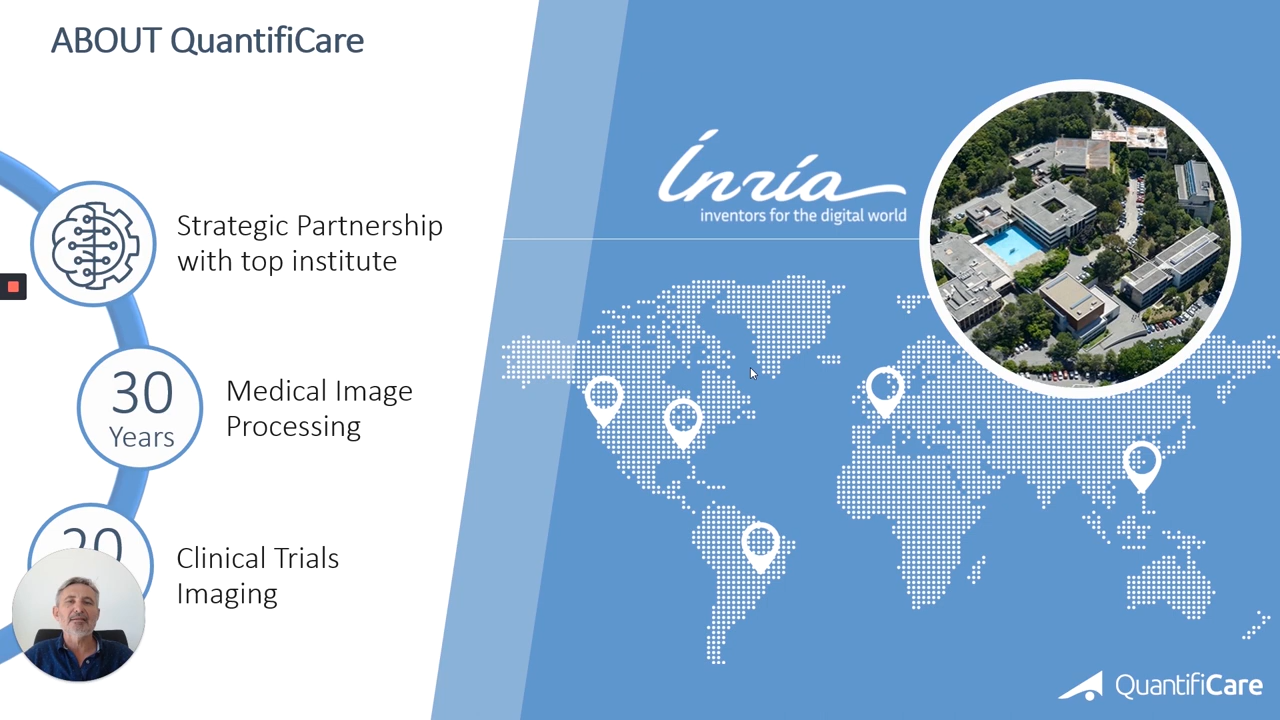 ABOUT QuantifiCare
Strategic Partnership
with top institute
30
Years
Medical Image
Processing
20
Clinical Trials
Imaging
inria
inventors for the digital world
QuantifiCare